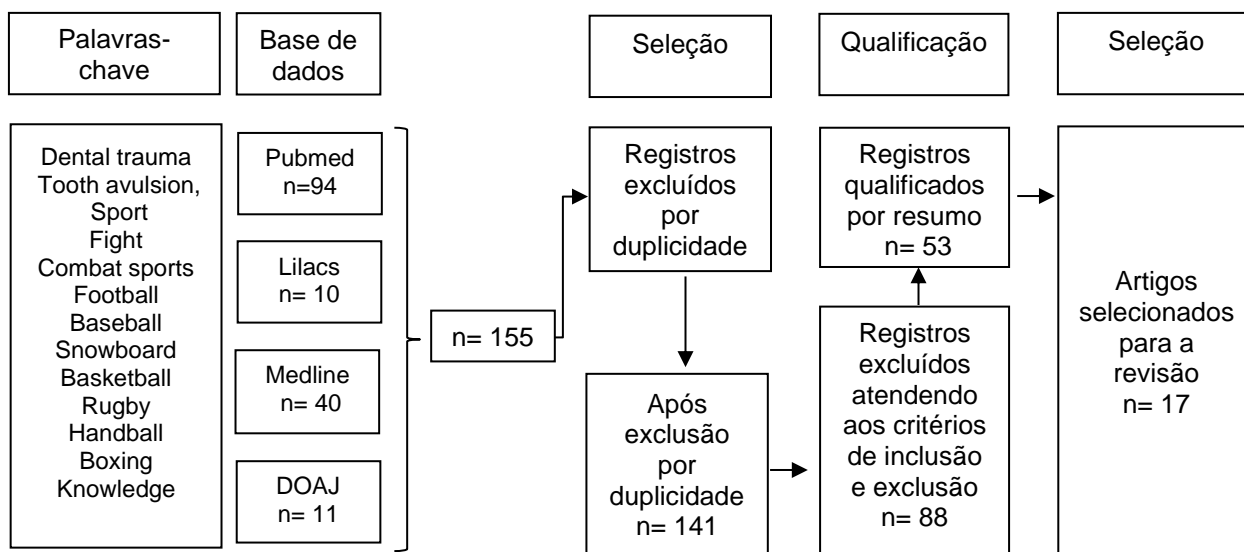 Palavras-
chave
Base de
dados
Seleção
Qualificação
Seleção
Dental trauma
Tooth avulsion,
Sport
Fight
Combat sports
Football
Baseball
Snowboard
Basketball
Rugby
Handball
Boxing
Knowledge
Pubmed
n=94
Lilacs
n= 10
Medline
n= 40
DOAJ
n= 11
n= 155
Registros
excluídos
por
duplicidade
Após
exclusão
por
duplicidade
n= 141
Registros
qualificados
por resumo
n= 53
Registros
excluídos
atendendo
aos critérios
de inclusão
e exclusão
n= 88
Artigos
selecionados
para a
revisão
n= 17